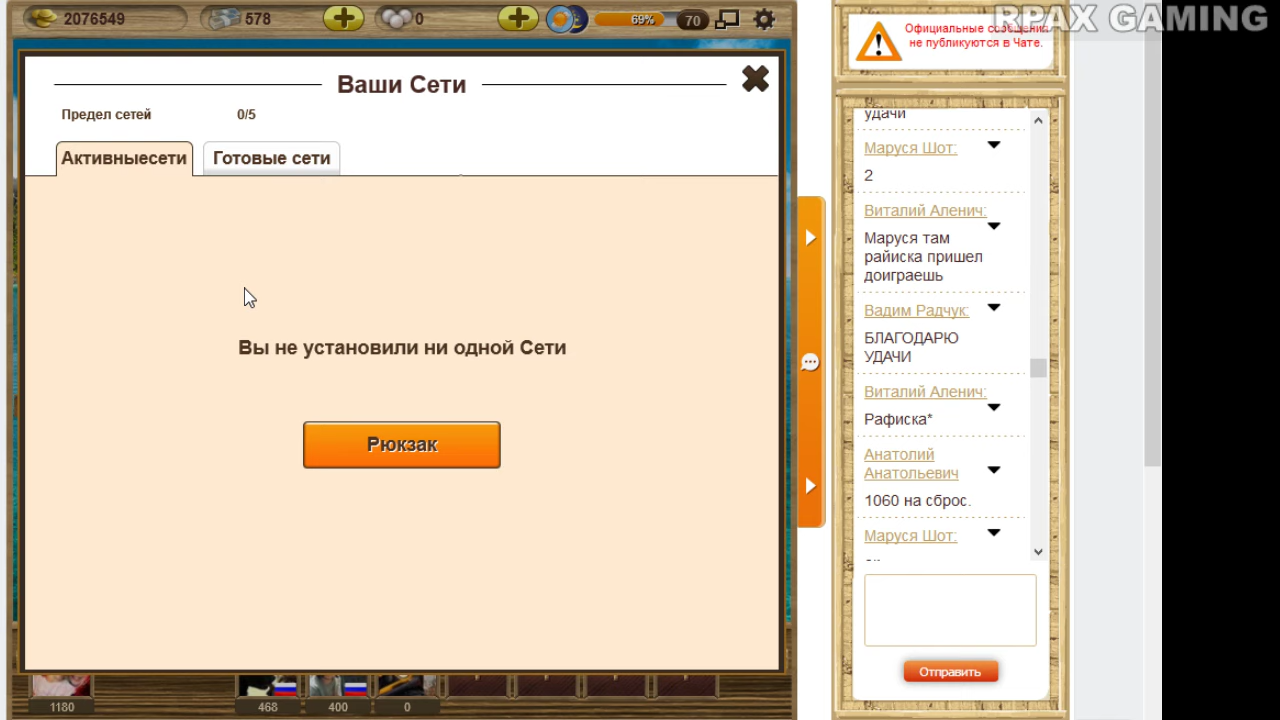 2076549
578
0
69%
70
RPAX GAMING
Официальные сообщения
не публикуются в Чате.
Ваши Сети
Предел сетей 0/5
Активныесети
Готовые сети
Вы не установили ни одной Сети
Рюкзак
1180
468
400
0
удачи
Маруся Шот:
2
Виталий Аленич:
Маруся там
райиска пришел
доиграешь
Вадим Радчук:
БЛАГОДАРЮ
УДАЧИ
Виталий Аленич:
Рафиска*
Анатолий
Анатольевич
1060 на сброс.
Маруся Шот:
Отправить